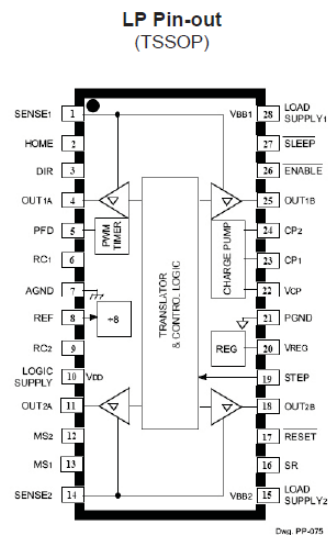 LP Pin-out
(TSSOP)
SENSE1 1 VBB1 28 LOAD SUPPLY1
HOME 2 27 SLEEP
DIR 3 26 ENABLE
OUT1A 4 25 OUT1B
PFD 5 PWM TIMER 24 CP2
RC1 6 CHARGE PUMP 23 CP1
AGND 7 TRANSLATOR & CONTROL LOGIC 22 VCP
REF 8 ÷8 21 PGND
RC2 9 REG 20 VREG
LOGIC SUPPLY 10 VDD 19 STEP
OUT2A 11 18 OUT2B
MS2 12 17 RESET
MS1 13 16 SR
SENSE2 14 VBB2 15 LOAD SUPPLY2
Dwg. PP-075